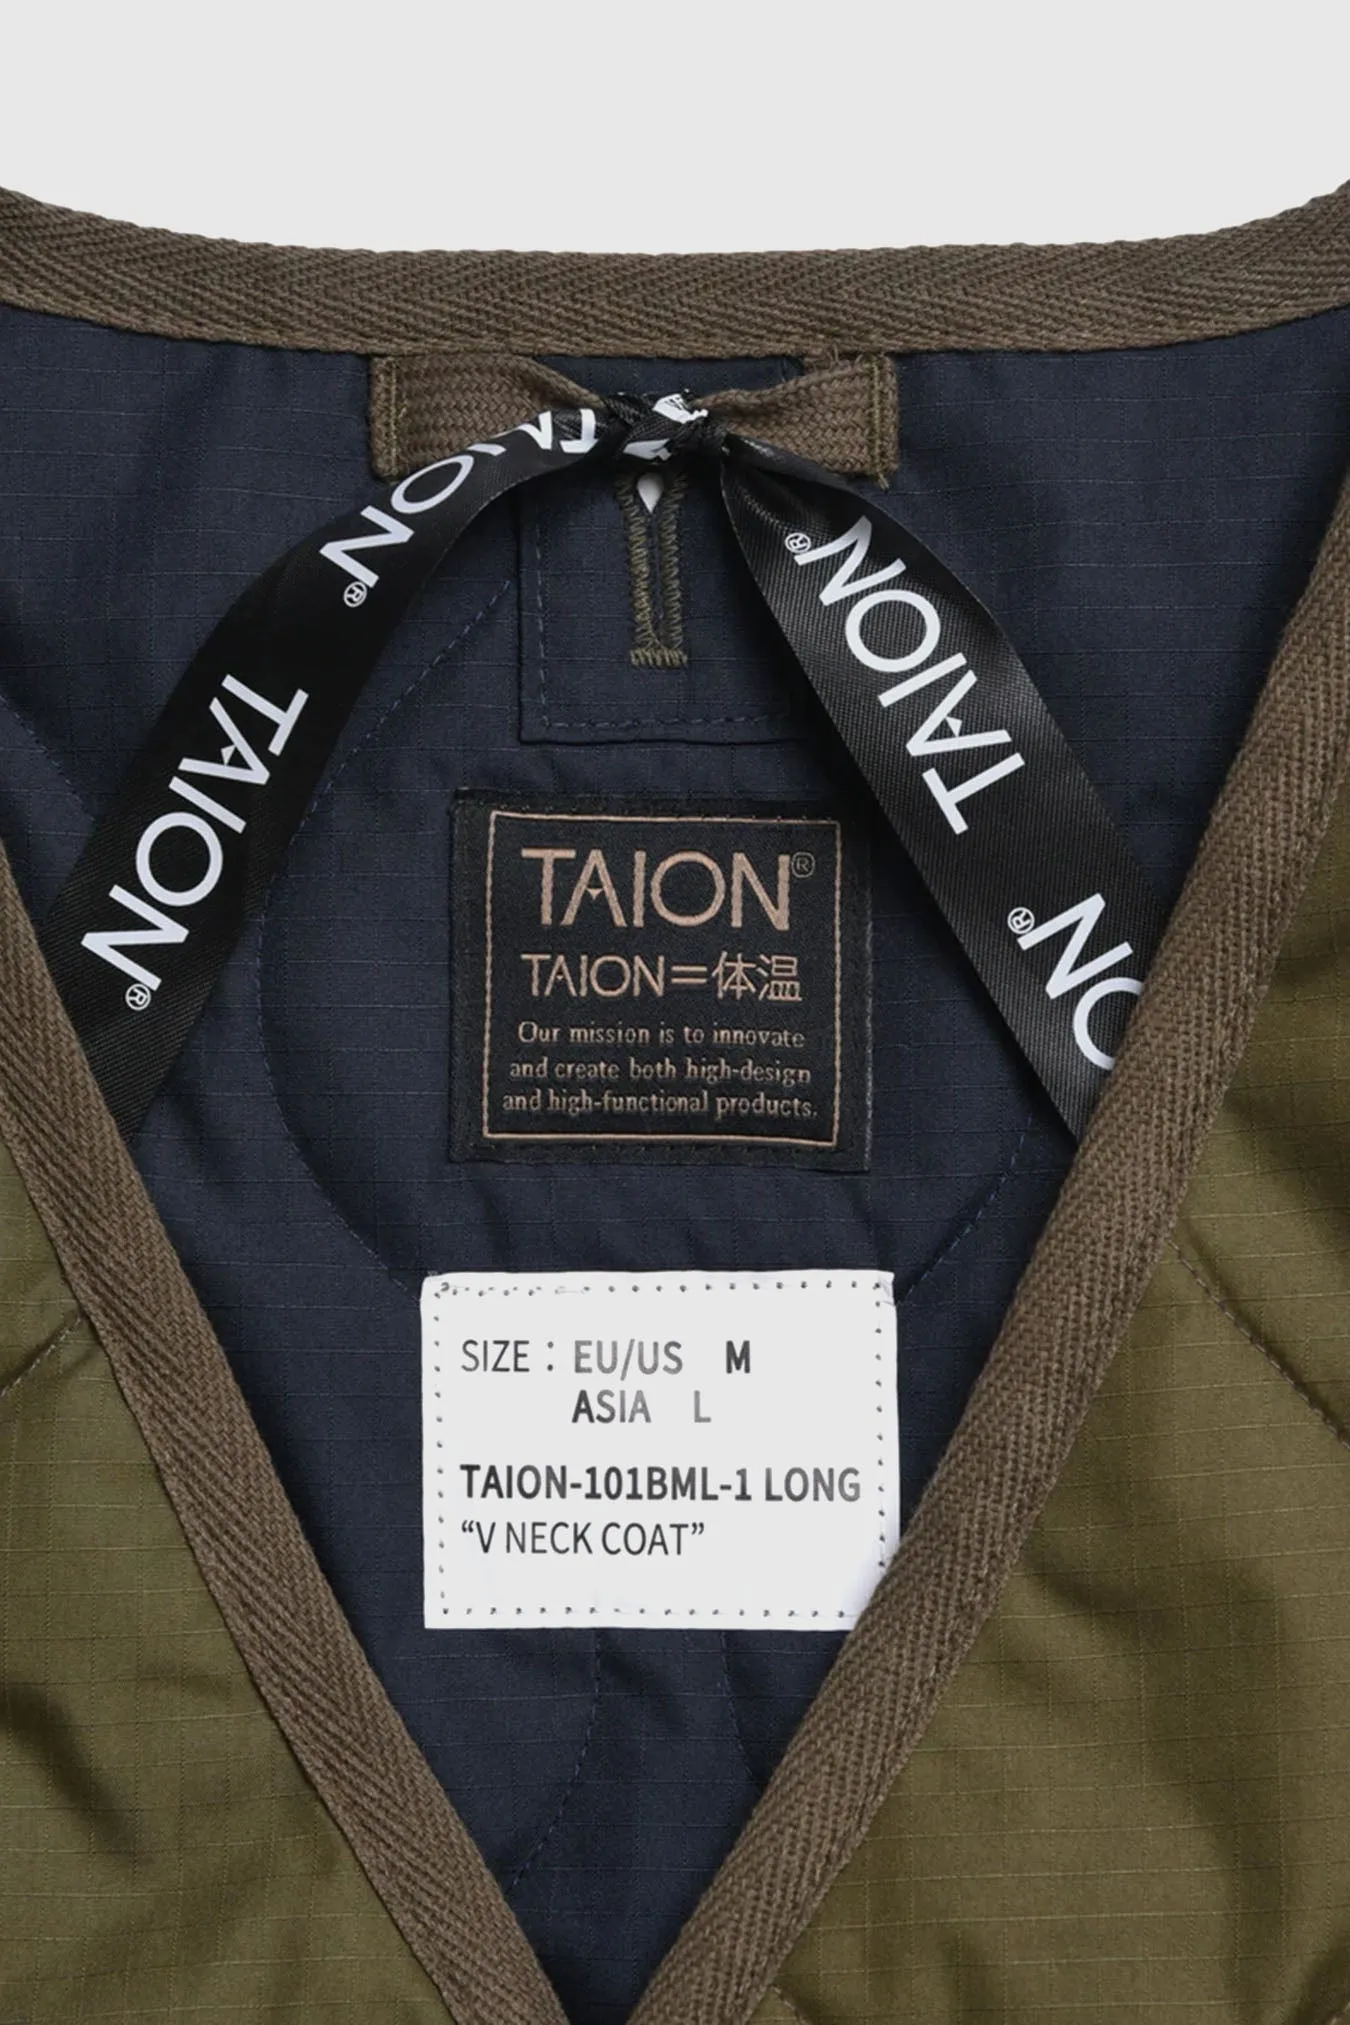 TAION
TAION®
TAION®
TAION®
ION®
TAION®
TAION=体温
Our mission is to innovate
and create both high-design
and high-functional products.
SIZE : EU/US M
ASIA L
TAION-101BML-1 LONG
“V NECK COAT”